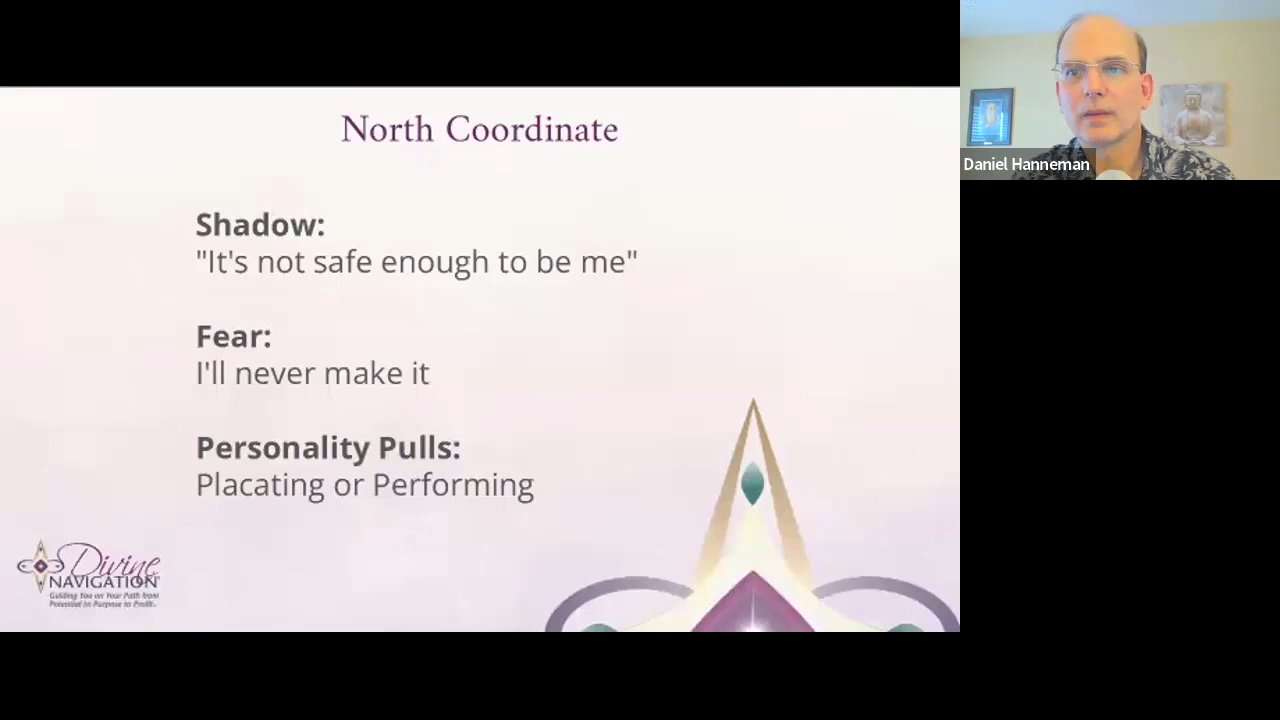 North Coordinate
Shadow:
"It's not safe enough to be me"
Fear:
I'll never make it
Personality Pulls:
Placating or Performing
Divine
NAVIGATION
Guiding You on Your Path from
Potential to Purpose to Profit
Daniel Hanneman